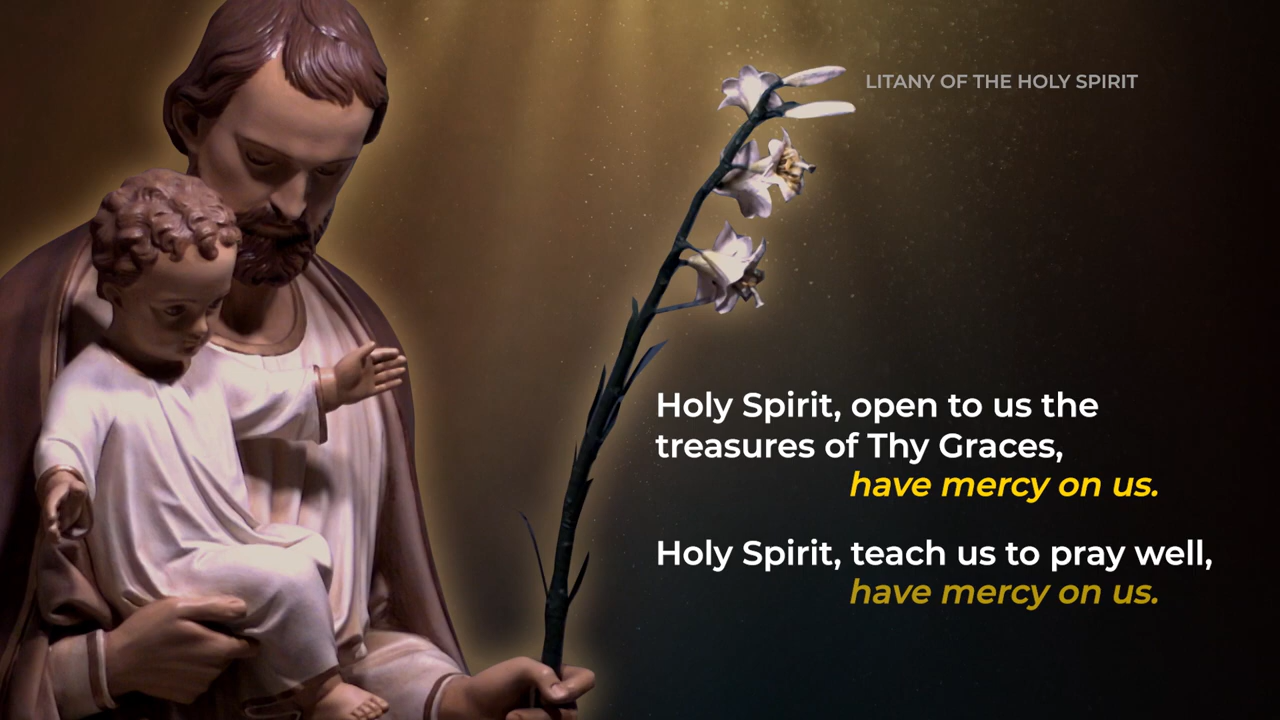 LITANY OF THE HOLY SPIRIT
Holy Spirit, open to us the
treasures of Thy Graces,
have mercy on us.
Holy Spirit, teach us to pray well,
have mercy on us.